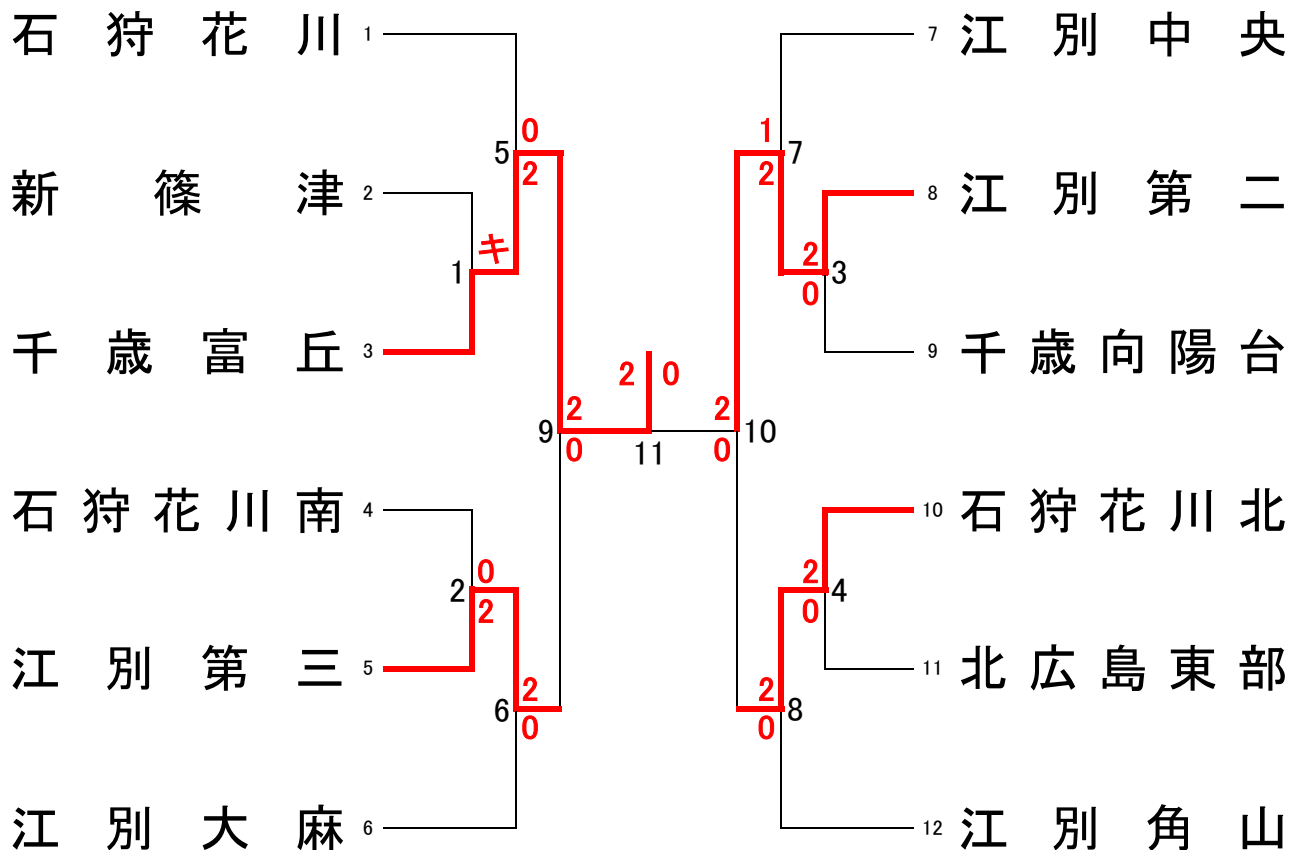 石狩花川 1
7 江別中央
0
1
5
7
2
2
新篠津 2
8 江別第二
キ
2
1
3
0
千歳富丘 3
9 千歳向陽台
2 0
2
2
9
10
0
0
11
石狩花川南 4
10 石狩花川北
0
2
2
4
2
0
江別第三 5
11 北広島東部
2
2
6
8
0
0
江別大麻 6
12 江別角山